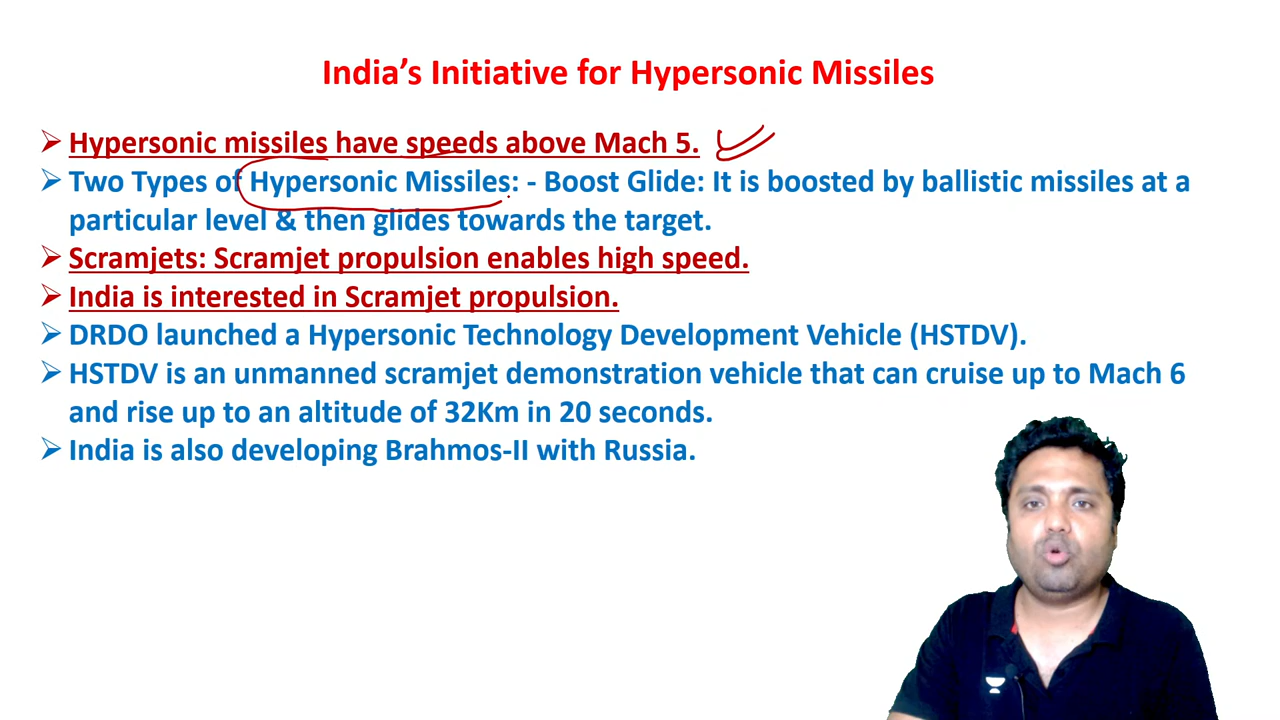 India’s Initiative for Hypersonic Missiles
➢ Hypersonic missiles have speeds above Mach 5.
➢ Two Types of Hypersonic Missiles: - Boost Glide: It is boosted by ballistic missiles at a
particular level & then glides towards the target.
➢ Scramjets: Scramjet propulsion enables high speed.
➢ India is interested in Scramjet propulsion.
➢ DRDO launched a Hypersonic Technology Development Vehicle (HSTDV).
➢ HSTDV is an unmanned scramjet demonstration vehicle that can cruise up to Mach 6
and rise up to an altitude of 32Km in 20 seconds.
➢ India is also developing Brahmos-II with Russia.